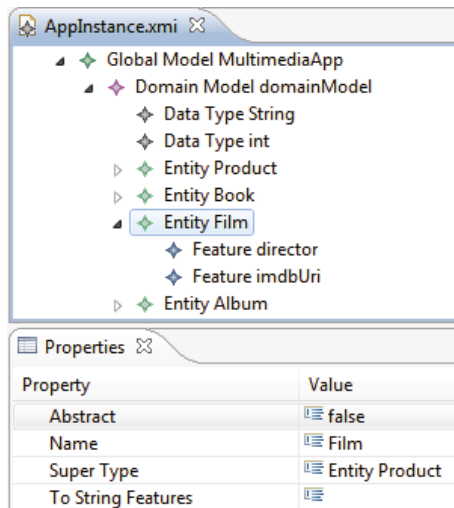 AppInstance.xmi
Global Model MultimediaApp
Domain Model domainModel
Data Type String
Data Type int
Entity Product
Entity Book
Entity Film
Feature director
Feature imdbUri
Entity Album
Properties
Property Value
Abstract false
Name Film
Super Type Entity Product
To String Features